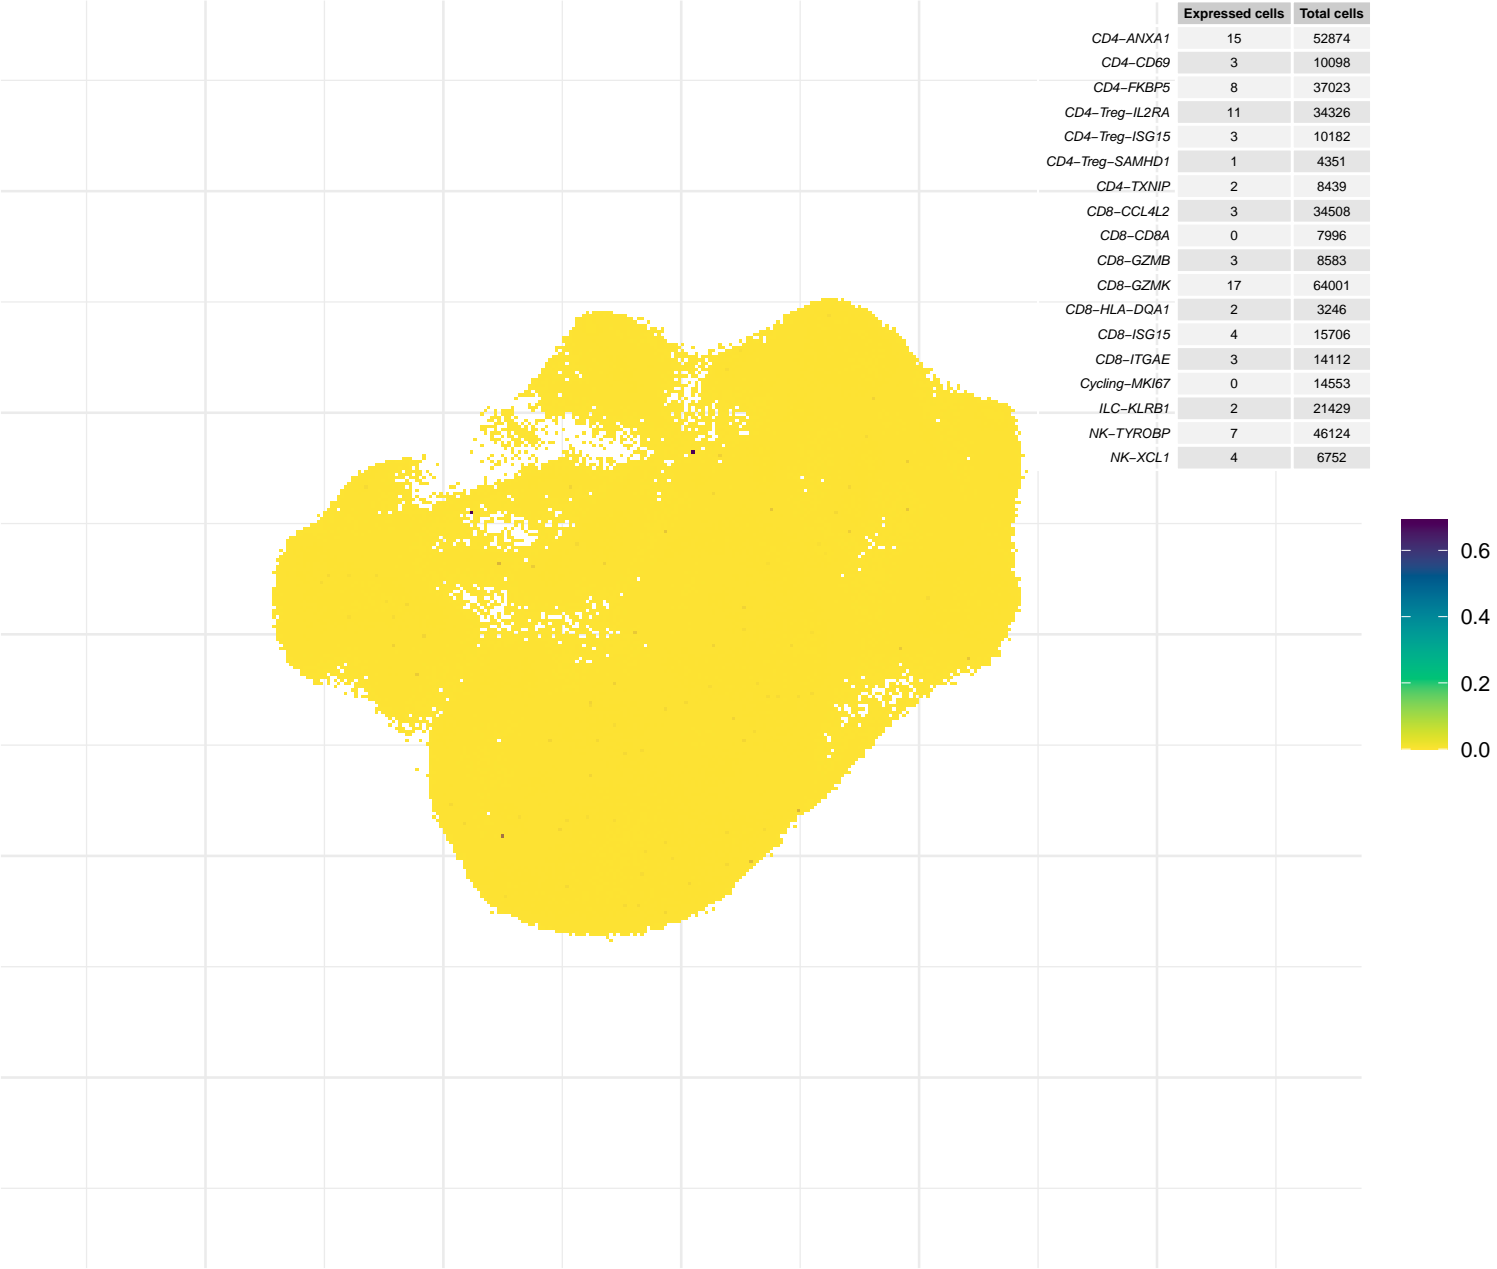 Expressed cells Total cells
CD4−ANXA1 15 52874
CD4−CD69 3 10098
CD4−FKBP5 8 37023
CD4−Treg−IL2RA 11 34326
CD4−Treg−ISG15 3 10182
CD4−Treg−SAMHD1 1 4351
CD4−TXNIP 2 8439
CD8−CCL4L2 3 34508
CD8−CD8A 0 7996
CD8−GZMB 3 8583
CD8−GZMK 17 64001
CD8−HLA−DQA1 2 3246
CD8−ISG15 4 15706
CD8−ITGAE 3 14112
Cycling−MKI67 0 14553
ILC−KLRB1 2 21429
NK−TYROBP 7 46124
NK−XCL1 4 6752
0.6
0.4
0.2
0.0